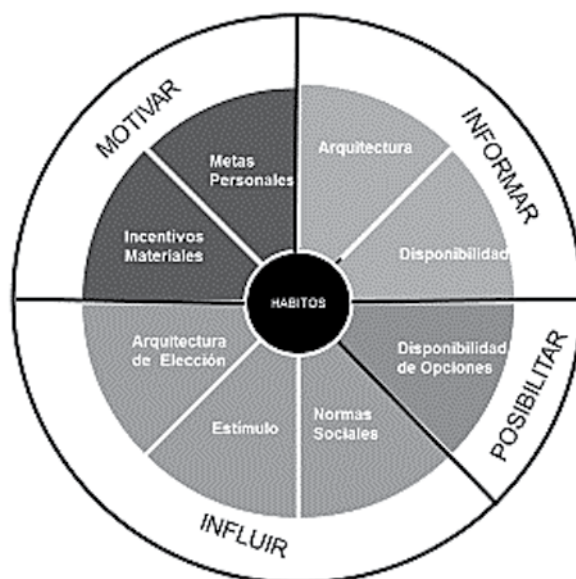 MOTIVAR
INFORMAR
Metas
Personales
Arquitectura
Incentivos
Materiales
Disponibilidad
HABITOS
Arquitectura
de Elección
Disponibilidad
de Opciones
Estímulo
Normas
Sociales
POSIBILITAR
INFLUIR